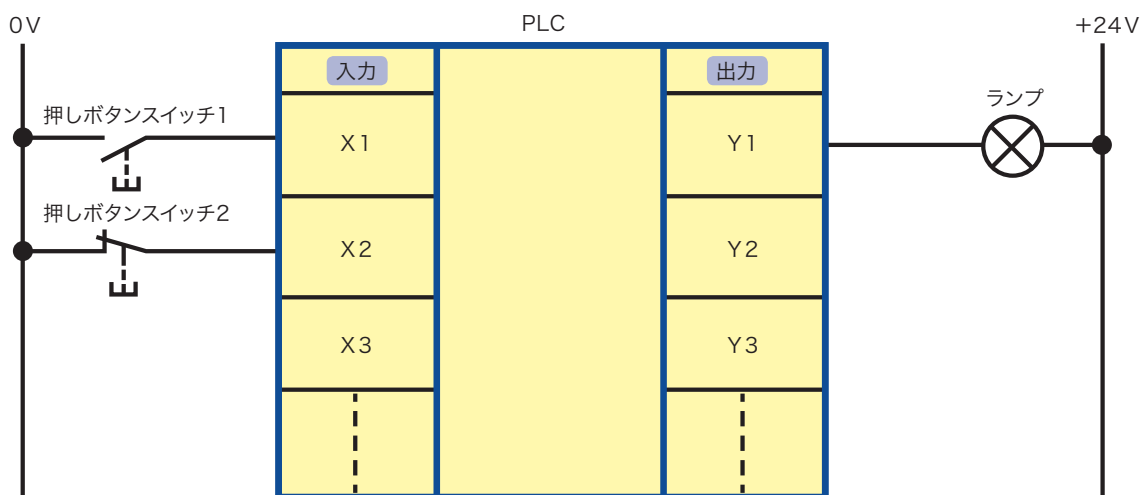 PLC
0V
+24V
入力
出力
押しボタンスイッチ1
X1
Y1
ランプ
押しボタンスイッチ2
X2
Y2
X3
Y3